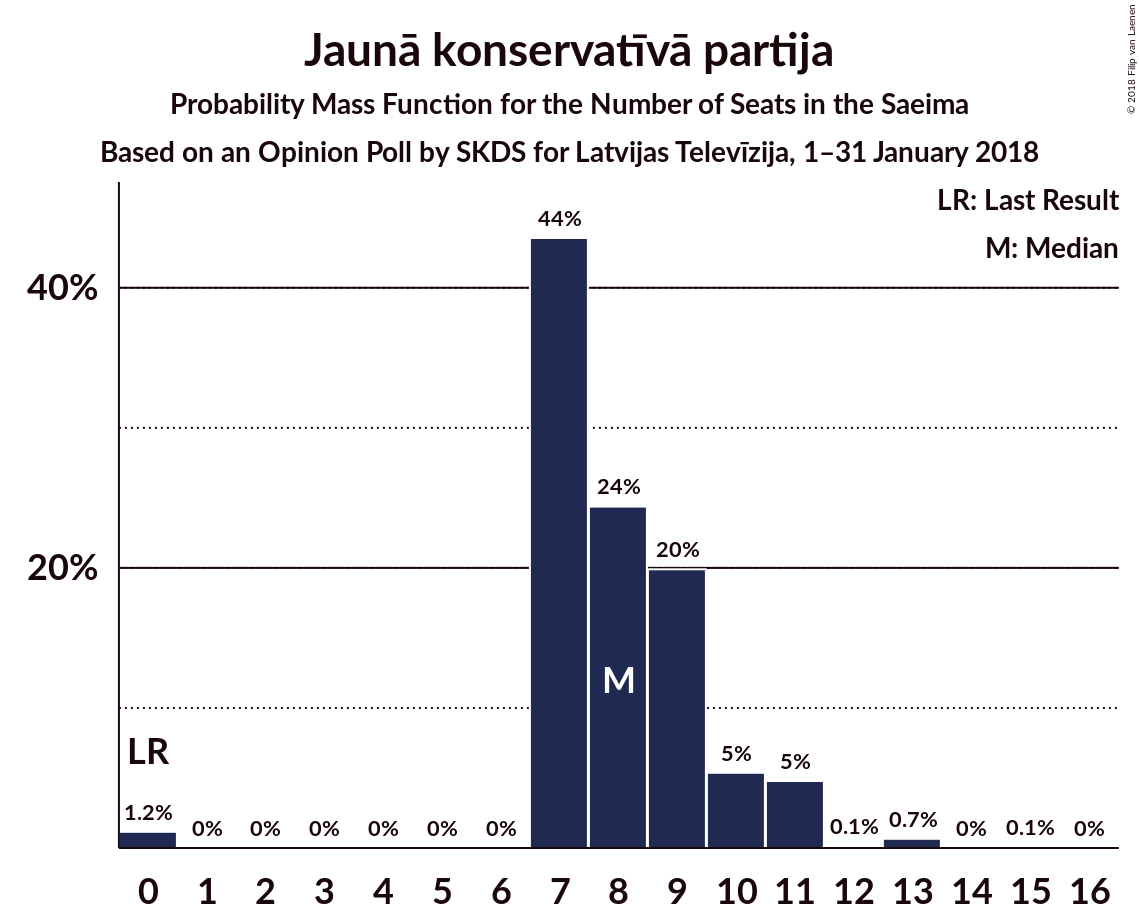 © 2018 Filip van Laenen
Jaunā konservatīvā partija
Probability Mass Function for the Number of Seats in the Saeima
Based on an Opinion Poll by SKDS for Latvijas Televīzija, 1–31 January 2018
LR: Last Result
M: Median
44%
40%
24%
20%
20%
M
LR
5%
5%
1.2%
0%
0%
0%
0%
0%
0%
0.1%
0.7%
0%
0.1%
0%
0 1 2 3 4 5 6 7 8 9 10 11 12 13 14 15 16